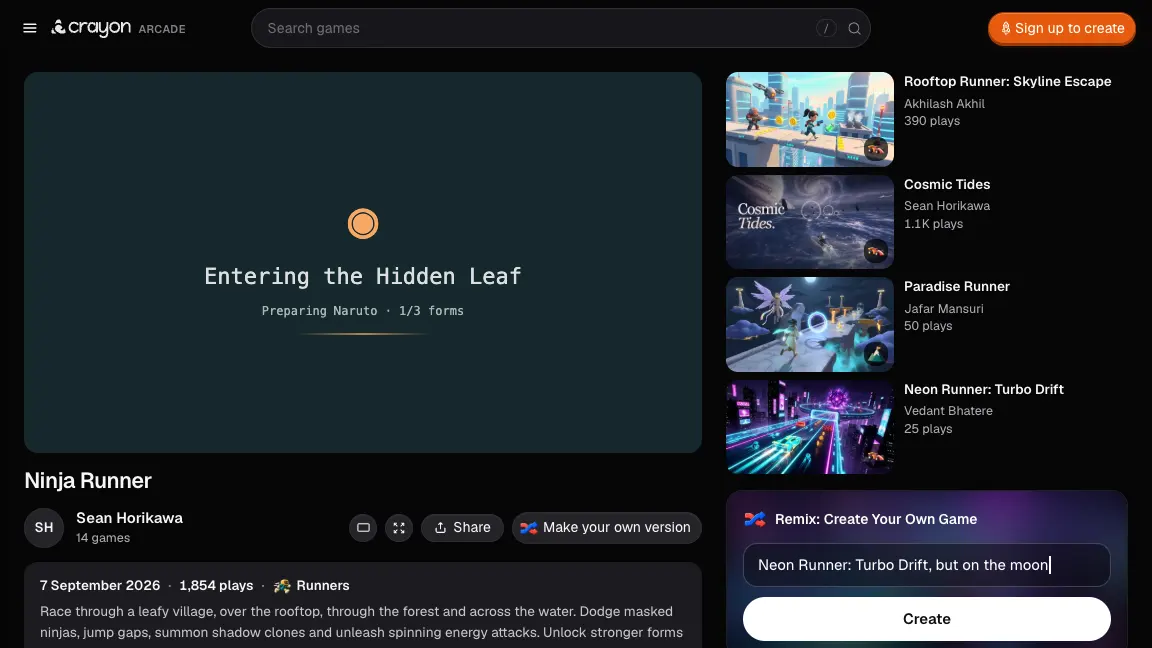 crayon ARCADE
Search games
/
Sign up to create
Entering the Hidden Leaf
Preparing Naruto · 1/3 forms
Ninja Runner
SH
Sean Horikawa
14 games
Share
Make your own version
7 September 2026 · 1,854 plays · Runners
Race through a leafy village, over the rooftop, through the forest and across the water. Dodge masked
ninjas, jump gaps, summon shadow clones and unleash spinning energy attacks. Unlock stronger forms
Rooftop Runner: Skyline Escape
Akhilash Akhil
390 plays
Cosmic
Tides.
Cosmic Tides
Sean Horikawa
1.1K plays
Paradise Runner
Jafar Mansuri
50 plays
Neon Runner: Turbo Drift
Vedant Bhatere
25 plays
Remix: Create Your Own Game
Neon Runner: Turbo Drift, but on the moon
Create